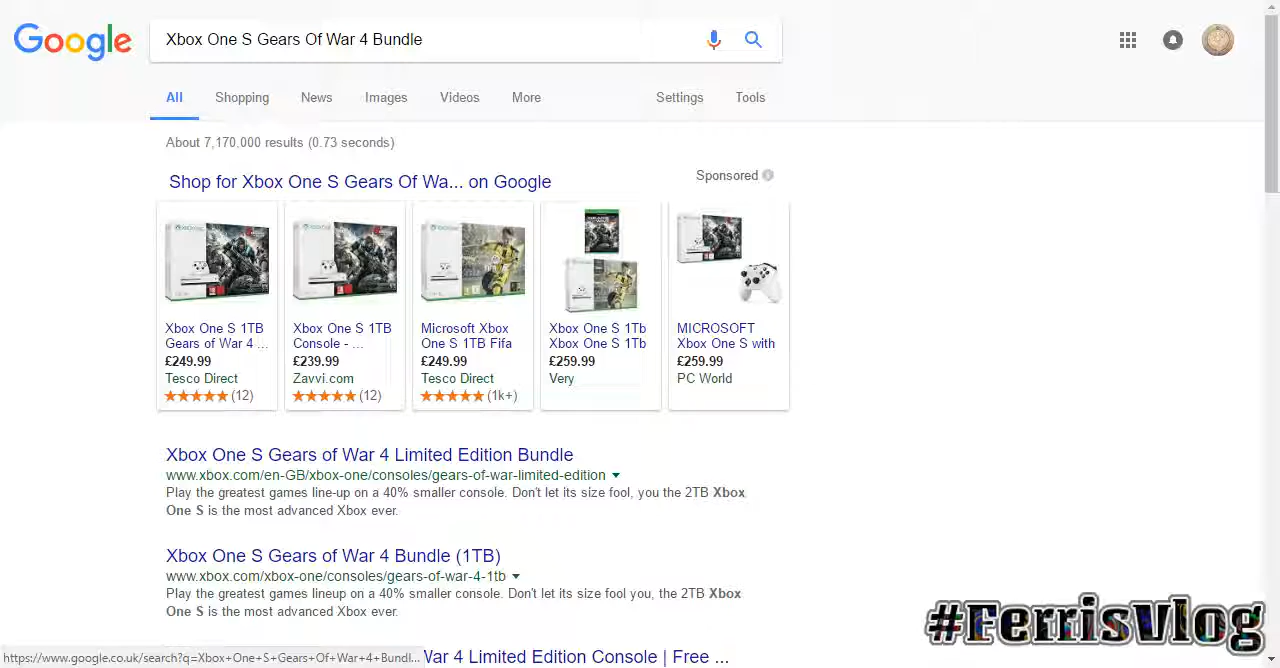 Google
Xbox One S Gears Of War 4 Bundle
All Shopping News Images Videos More Settings Tools
About 7,170,000 results (0.73 seconds)
Shop for Xbox One S Gears Of Wa... on Google
Sponsored
Xbox One S 1TB
Gears of War 4 ...
£249.99
Tesco Direct
(12)
Xbox One S 1TB
Console - ...
£239.99
Zavvi.com
(12)
Microsoft Xbox
One S 1TB Fifa
£249.99
Tesco Direct
(1k+)
Xbox One S 1Tb
Xbox One S 1Tb
£259.99
Very
MICROSOFT
Xbox One S with
£259.99
PC World
Xbox One S Gears of War 4 Limited Edition Bundle
www.xbox.com/en-GB/xbox-one/consoles/gears-of-war-limited-edition
Play the greatest games line-up on a 40% smaller console. Don't let its size fool, you the 2TB Xbox
One S is the most advanced Xbox ever.
Xbox One S Gears of War 4 Bundle (1TB)
www.xbox.com/xbox-one/consoles/gears-of-war-4-1tb
Play the greatest games lineup on a 40% smaller console. Don't let its size fool you, the 2TB Xbox
One S is the most advanced Xbox ever.
#FerrisVlog
https://www.google.co.uk/search?q=Xbox+One+S+Gears+Of+War+4+Bundl...
War 4 Limited Edition Console | Free ...